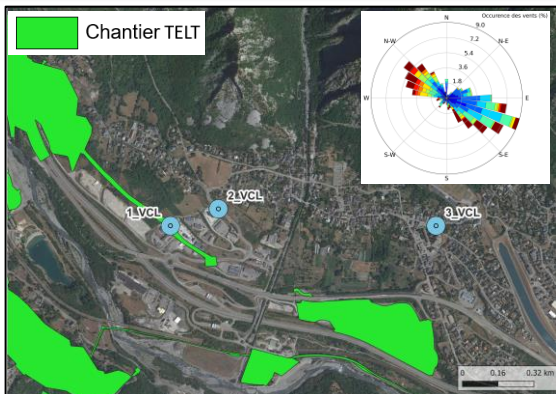 Chantier TELT
Occurence des vents (%)
N
9.0
7.2
5.4
3.6
1.8
N-W
N-E
W
E
S-W
S-E
S
1_VCL
2_VCL
3_VCL
0 0.16 0.32 km